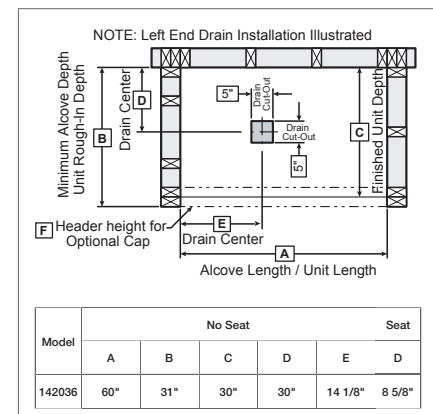 NOTE: Left End Drain Installation Illustrated
Minimum Alcove Depth
Unit Rough-In Depth
B
Drain Center
D
5"
Drain
Cut-Out
Drain
Cut-Out
5"
C
Finished Unit Depth
F Header height for
Optional Cap
E
Drain Center
A
Alcove Length / Unit Length
Model No Seat Seat
A B C D E D
142036 60" 31" 30" 30" 14 1/8" 8 5/8"